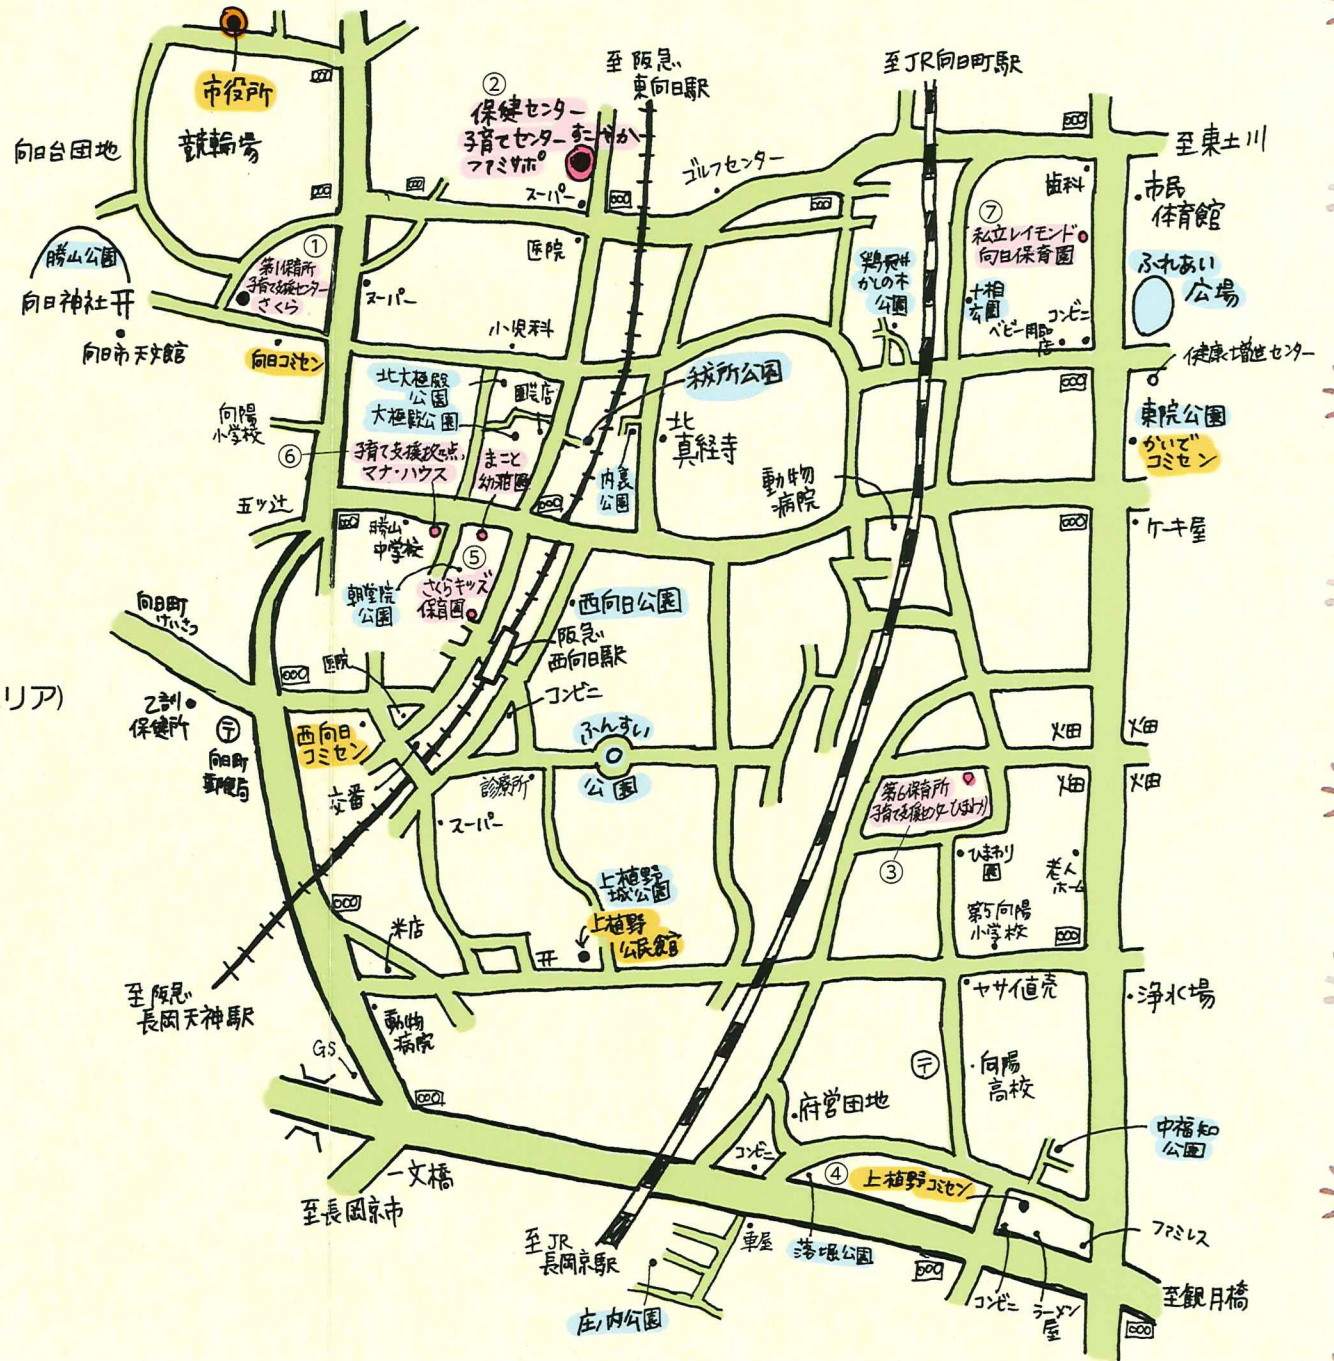 市役所
競輪場
向日台団地
勝山公園
向日神社
向日市天文館
①
第1保育所
子育て支援センター
さくら
向日コミセン
②
保健センター
子育てセンターすこやか
ファミサポ
スーパー
医院
スーパー
小児科
至阪急
東向日駅
ゴルフセンター
至JR向日町駅
至東土川
歯科
市民
体育館
⑦
私立レイモンド
向日保育園
ふれあい
広場
鶏冠井
かしの木
公園
十相
公園
コンビニ
ベビー用品
店
健康増進センター
東院公園
かいで
コミセン
ケーキ屋
北大極殿
公園
大極殿公園
園芸店
祓所公園
北
真経寺
内裏
公園
動物
病院
向陽
小学校
⑥
子育て支援拠点
マナ・ハウス
まこと
幼稚園
五ツ辻
勝山
中学校
⑤
さくらキッズ
保育園
朝堂院
公園
西向日公園
阪急
西向日駅
コンビニ
向日町
けいさつ
医院
リア)
乙訓
保健所
〒
向日町
郵便局
西向日
コミセン
交番
ふんすい
公園
診療所
スーパー
畑
畑
畑
畑
第6保育所
子育て支援センターひまわり
③
ひまわり
園
老人
ホーム
第5向陽
小学校
上植野
城公園
上植野
公民館
米店
至阪急
長岡天神駅
動物
病院
GS
ヤサイ直売
浄水場
〒
向陽
高校
府営団地
中福知
公園
コンビニ
④
上植野コミセン
一文橋
至長岡京市
至JR
長岡京駅
車屋
落堀公園
ファミレス
コンビニ
ラーメン
屋
至観月橋
庄ノ内公園